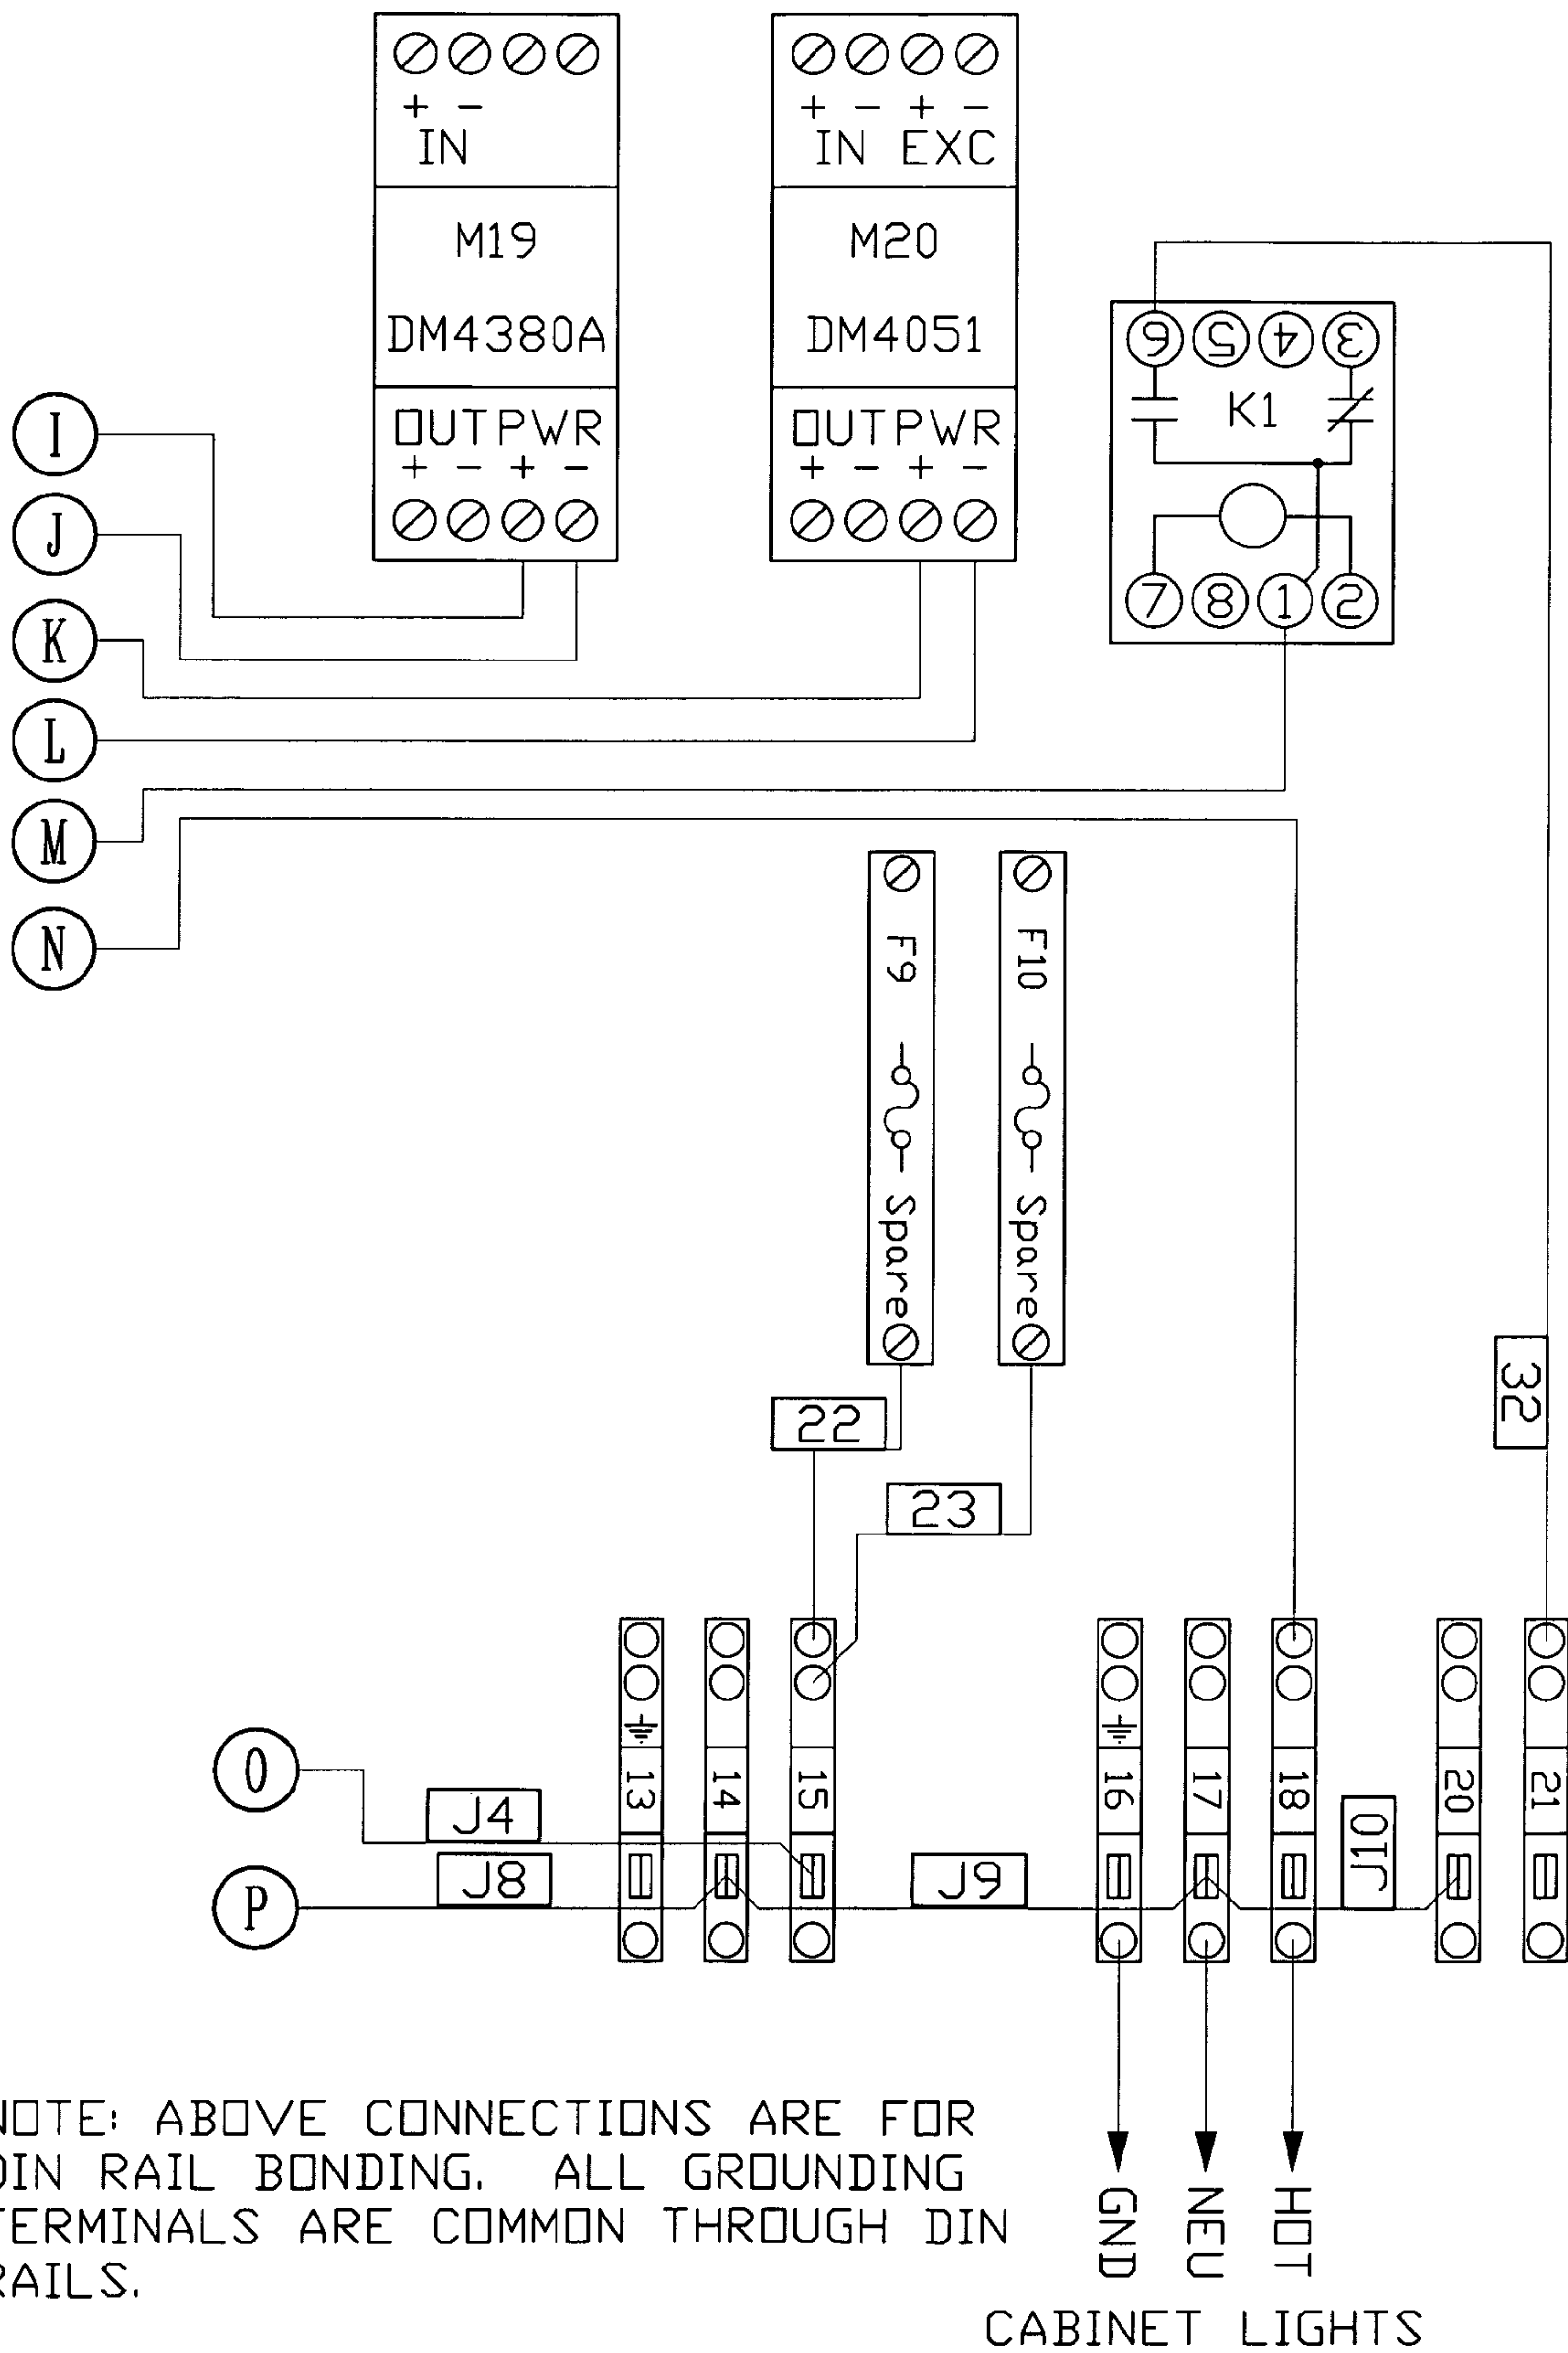 + -
IN
M19
DM4380A
OUT PWR
+ - + -
+ - + -
IN EXC
M20
DM4051
OUT PWR
+ - + -
6 5 4 3
K1
7 8 1 2
I
J
K
L
M
N
F9
Spare
F10
Spare
22
23
32
O
P
J4
J8
J9
J10
13
14
15
16
17
18
20
21
GND
NEU
HOT
CABINET LIGHTS
NOTE: ABOVE CONNECTIONS ARE FOR
DIN RAIL BONDING. ALL GROUNDING
TERMINALS ARE COMMON THROUGH DIN
RAILS.